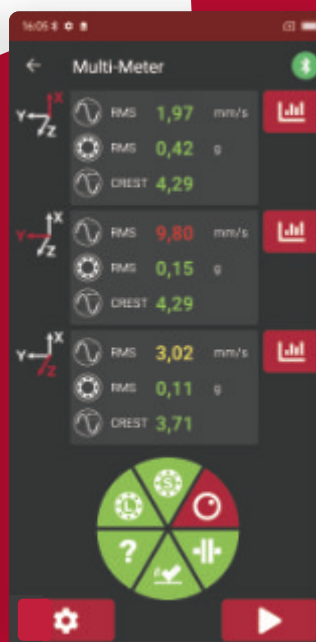 16:05
Multi-Meter
X
Y
Z
RMS 1,97 mm/s
RMS 0,42 g
CREST 4,29
X
Y
Z
RMS 9,80 mm/s
RMS 0,15 g
CREST 4,29
X
Y
Z
RMS 3,02 mm/s
RMS 0,11 g
CREST 3,71
S
L
?